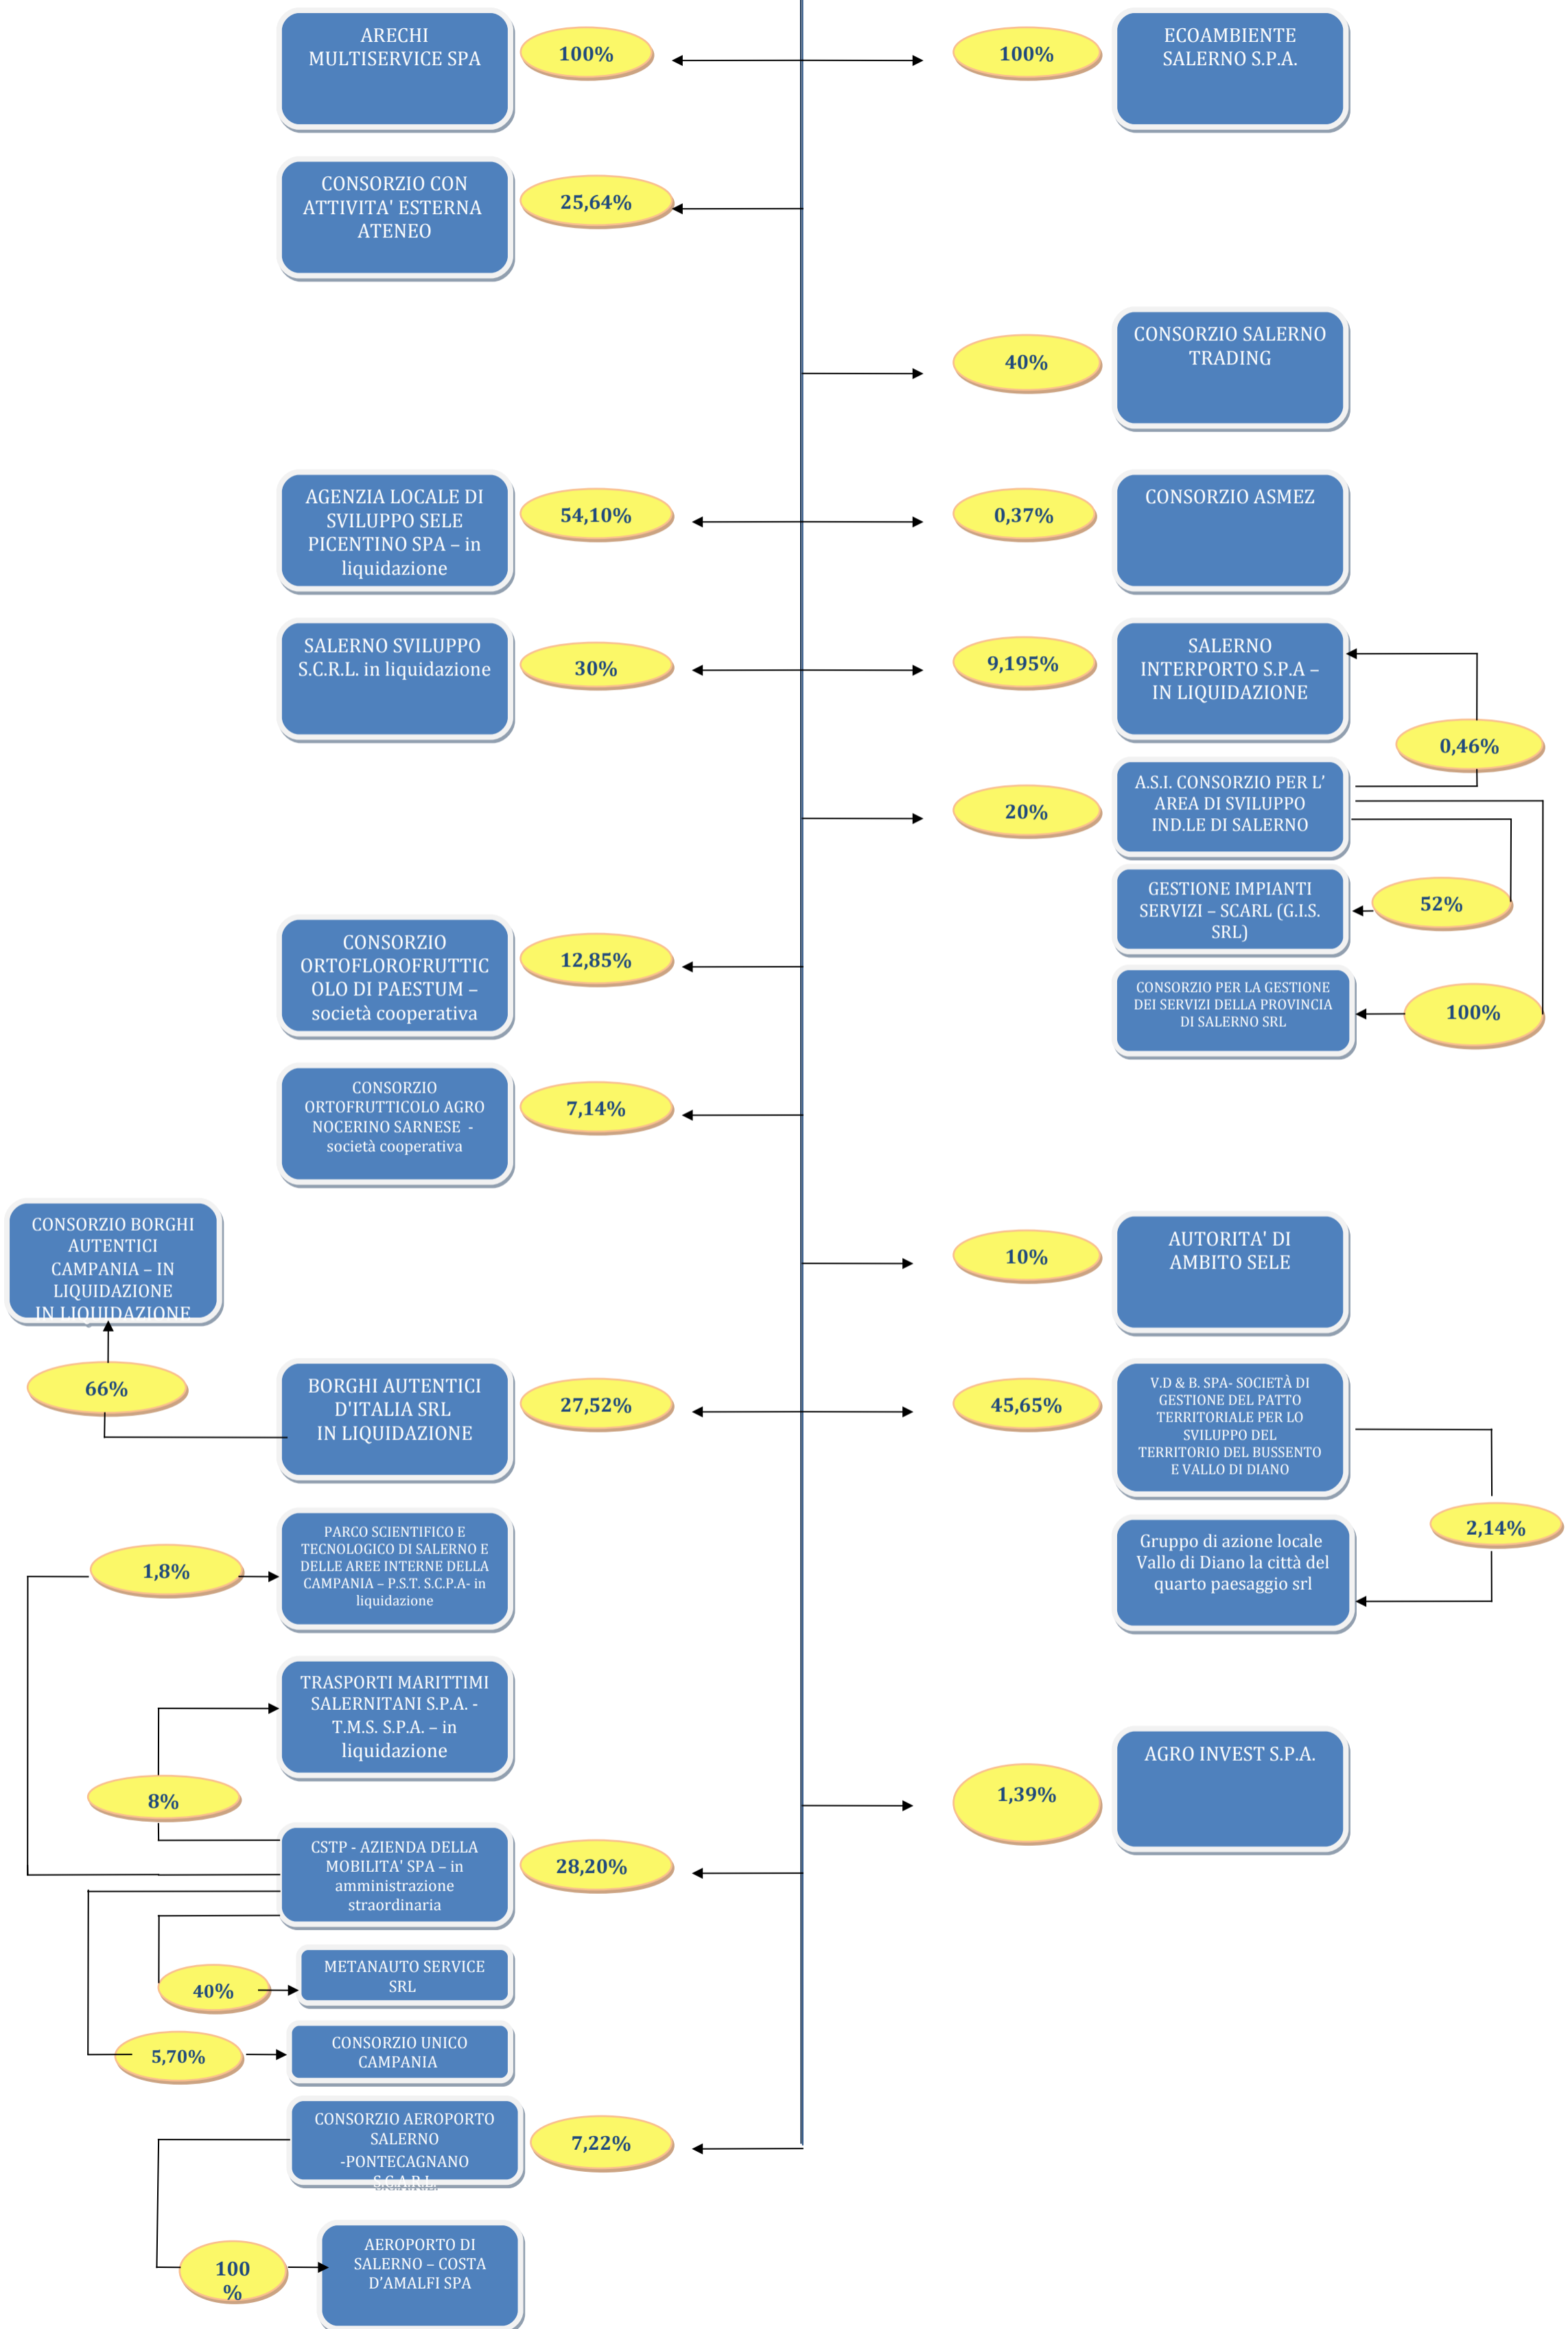 ARECHI
MULTISERVICE SPA
100%
100%
ECOAMBIENTE
SALERNO S.P.A.
CONSORZIO CON
ATTIVITA' ESTERNA
ATENEO
25,64%
40%
CONSORZIO SALERNO
TRADING
AGENZIA LOCALE DI
SVILUPPO SELE
PICENTINO SPA – in
liquidazione
54,10%
0,37%
CONSORZIO ASMEZ
SALERNO SVILUPPO
S.C.R.L. in liquidazione
30%
9,195%
SALERNO
INTERPORTO S.P.A –
IN LIQUIDAZIONE
0,46%
20%
A.S.I. CONSORZIO PER L’
AREA DI SVILUPPO
IND.LE DI SALERNO
GESTIONE IMPIANTI
SERVIZI – SCARL (G.I.S.
SRL)
52%
CONSORZIO
ORTOFLOROFRUTTIC
OLO DI PAESTUM –
società cooperativa
12,85%
CONSORZIO PER LA GESTIONE
DEI SERVIZI DELLA PROVINCIA
DI SALERNO SRL
100%
CONSORZIO
ORTOFRUTTICOLO AGRO
NOCERINO SARNESE -
società cooperativa
7,14%
CONSORZIO BORGHI
AUTENTICI
CAMPANIA – IN
LIQUIDAZIONE
IN LIQUIDAZIONE
10%
AUTORITA' DI
AMBITO SELE
66%
BORGHI AUTENTICI
D'ITALIA SRL
IN LIQUIDAZIONE
27,52%
45,65%
V.D & B. SPA- SOCIETÀ DI
GESTIONE DEL PATTO
TERRITORIALE PER LO
SVILUPPO DEL
TERRITORIO DEL BUSSENTO
E VALLO DI DIANO
2,14%
1,8%
PARCO SCIENTIFICO E
TECNOLOGICO DI SALERNO E
DELLE AREE INTERNE DELLA
CAMPANIA – P.S.T. S.C.P.A- in
liquidazione
Gruppo di azione locale
Vallo di Diano la città del
quarto paesaggio srl
TRASPORTI MARITTIMI
SALERNITANI S.P.A. -
T.M.S. S.P.A. – in
liquidazione
8%
1,39%
AGRO INVEST S.P.A.
CSTP - AZIENDA DELLA
MOBILITA' SPA – in
amministrazione
straordinaria
28,20%
40%
METANAUTO SERVICE
SRL
5,70%
CONSORZIO UNICO
CAMPANIA
CONSORZIO AEROPORTO
SALERNO
-PONTECAGNANO
7,22%
100
%
AEROPORTO DI
SALERNO – COSTA
D’AMALFI SPA